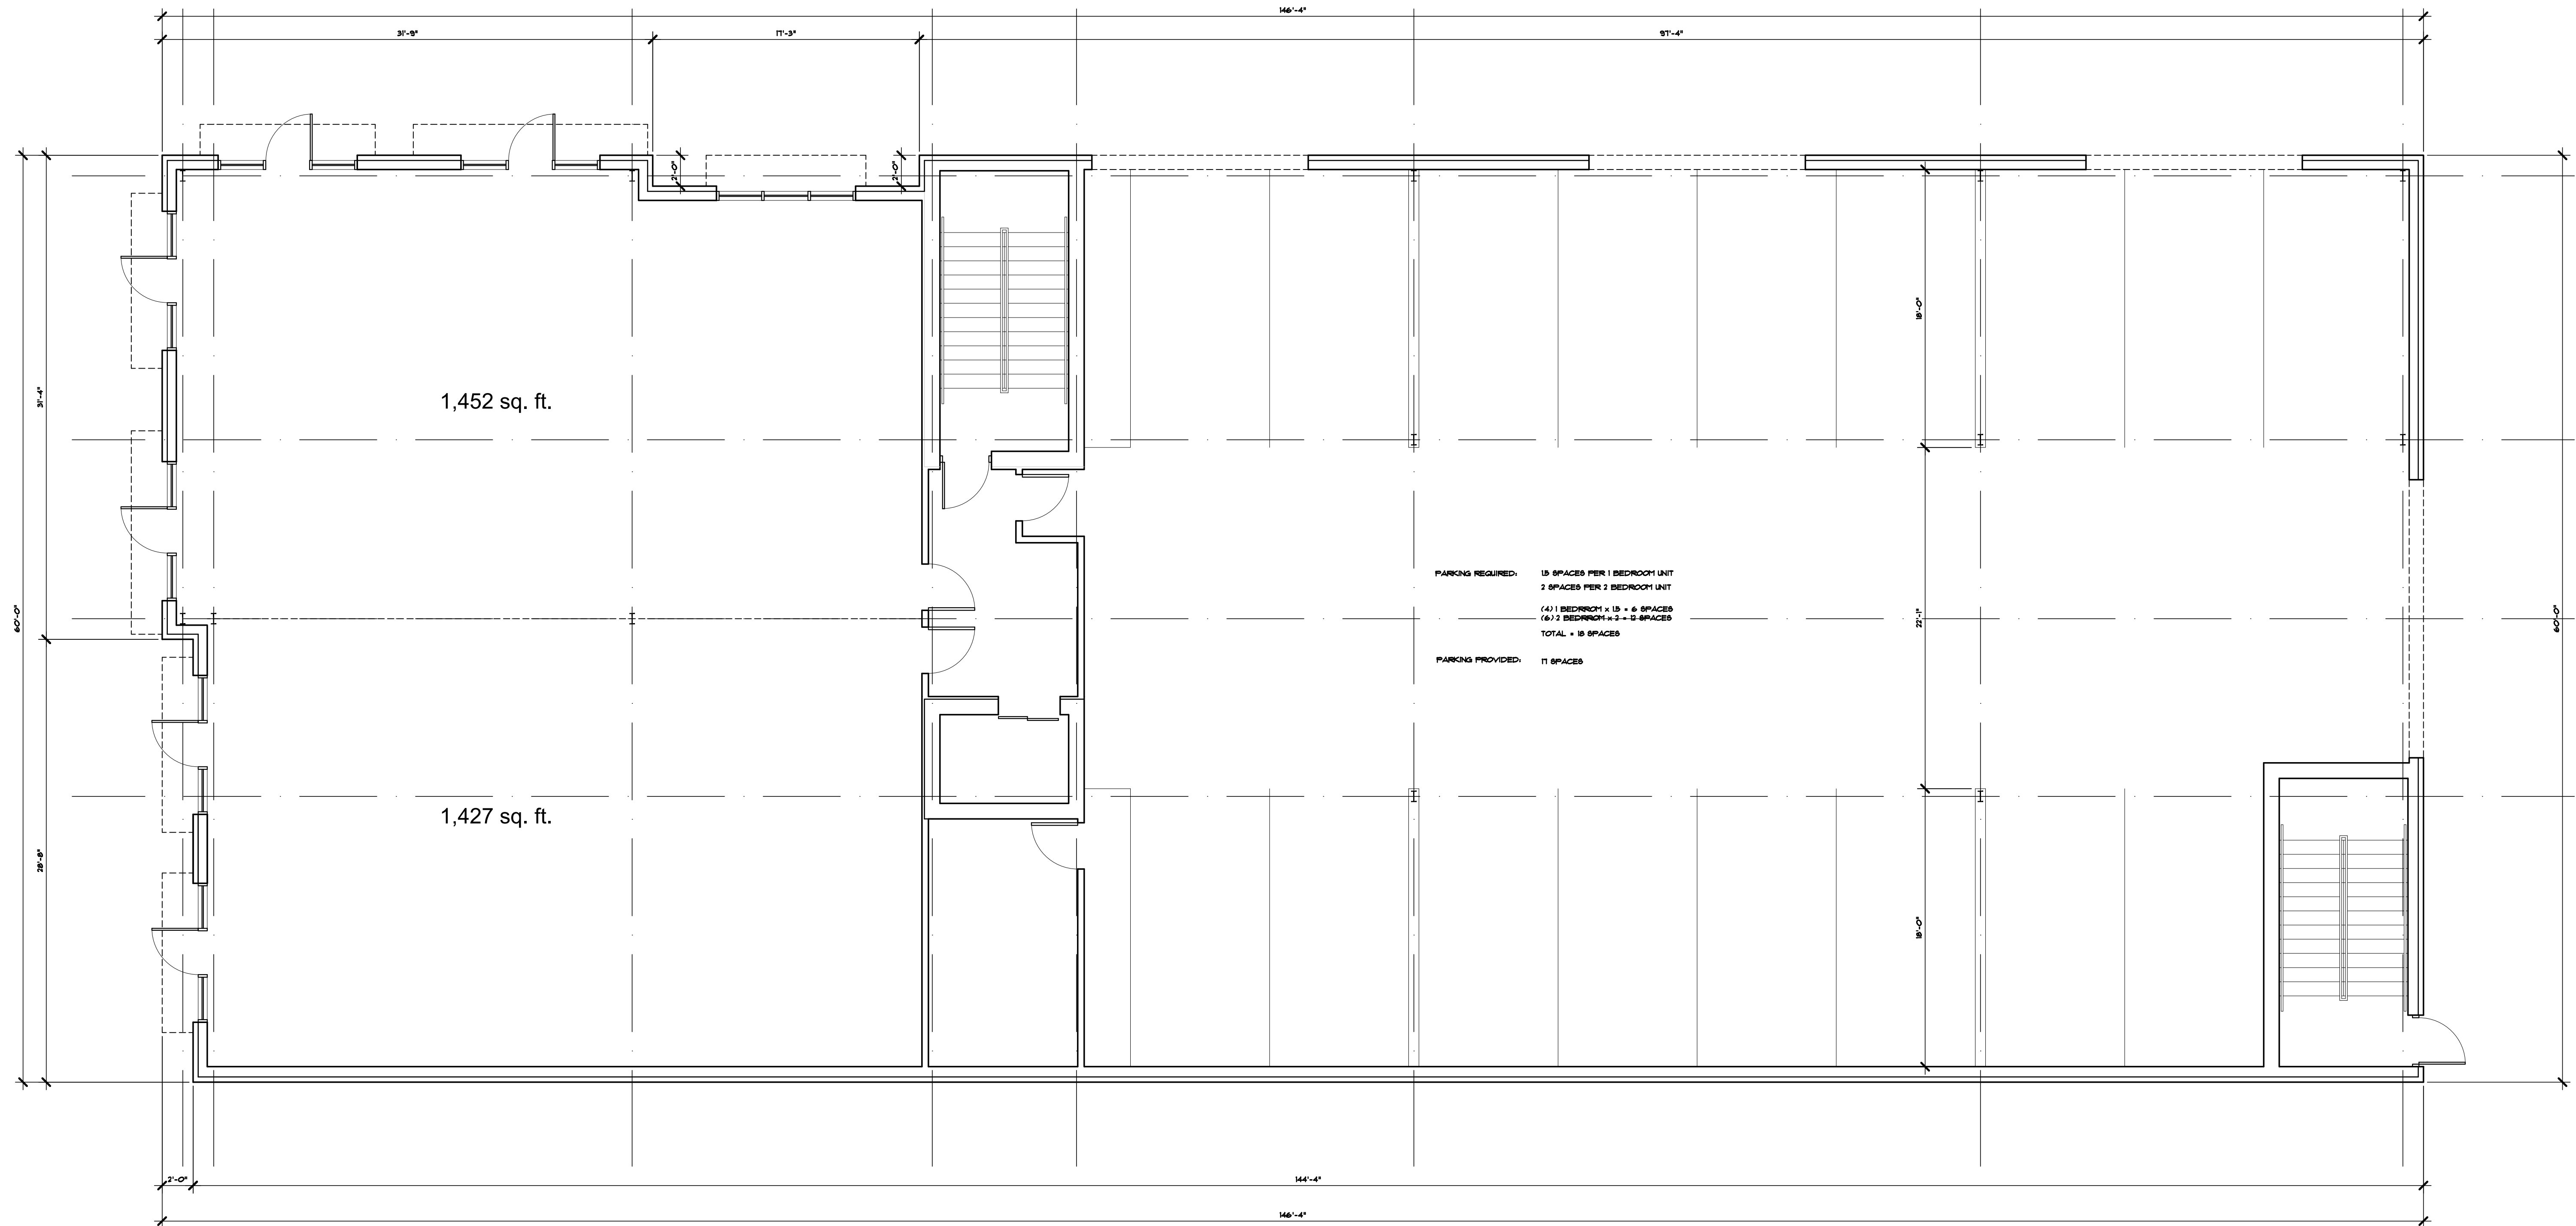 146'-4"
31'-9"
17'-3"
97'-4"
2'-0"
2'-0"
18'-0"
31'-4"
1,452 sq. ft.
PARKING REQUIRED: 1.5 SPACES PER 1 BEDROOM UNIT
2 SPACES PER 2 BEDROOM UNIT
(4) 1 BEDRROM x 1.5 = 6 SPACES
(6) 2 BEDRROM x 2 = 12 SPACES
TOTAL = 18 SPACES
PARKING PROVIDED: 17 SPACES
60'-0"
22'-1"
60'-0"
1,427 sq. ft.
28'-8"
18'-0"
2'-0"
144'-4"
146'-4"